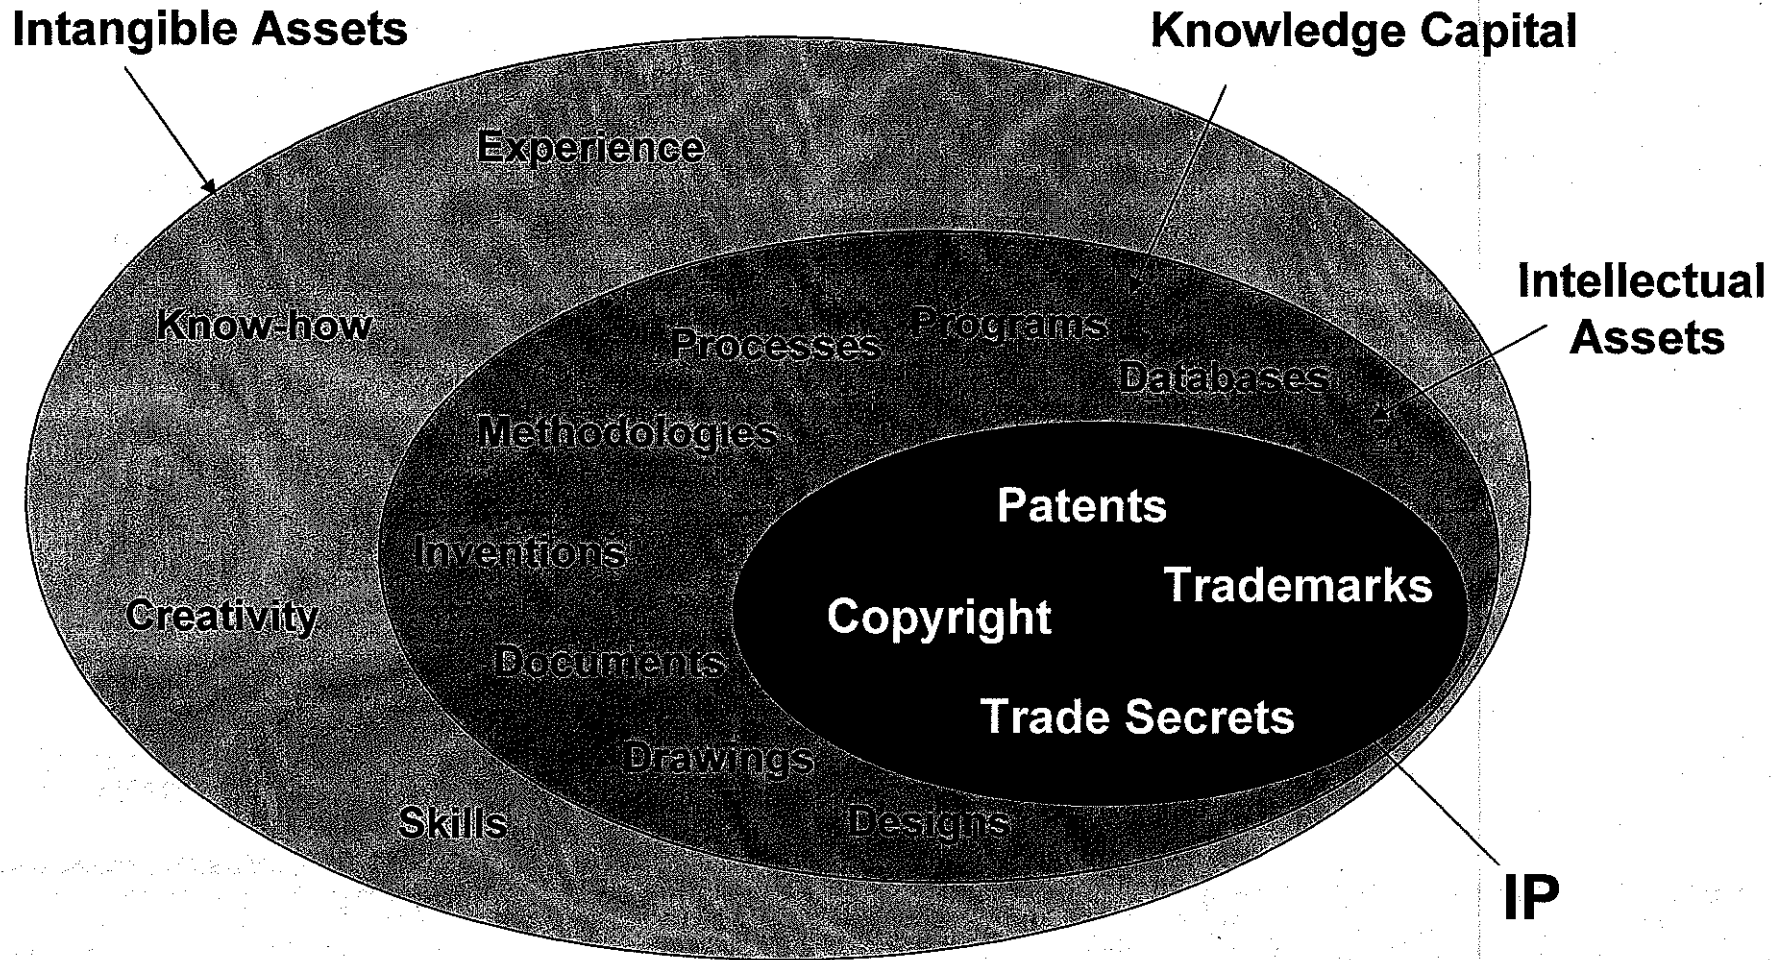 Intangible Assets
Knowledge Capital
Experience
Intellectual
Assets
Know-how
Processes
Programs
Databases
Methodologies
Patents
Inventions
Trademarks
Copyright
Creativity
Documents
Trade Secrets
Drawings
Skills
Designs
IP